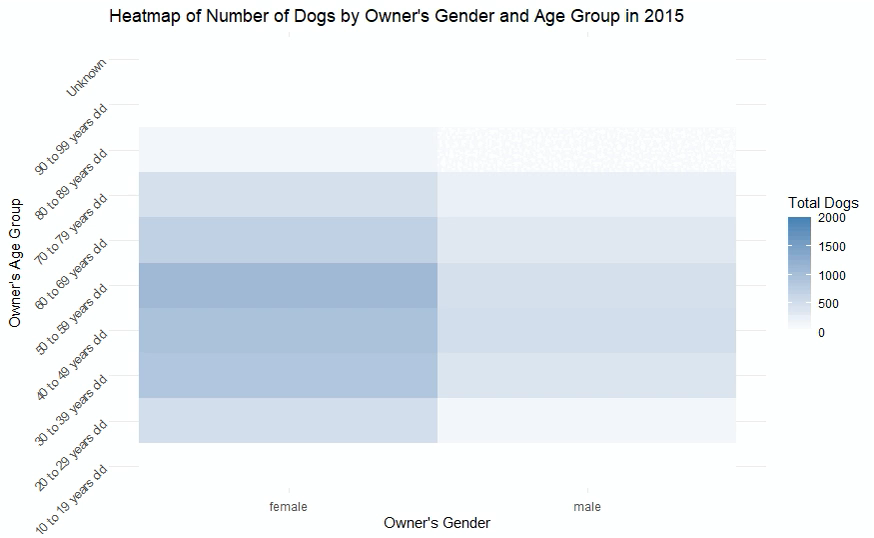 Heatmap of Number of Dogs by Owner's Gender and Age Group in 2015
Owner's Age Group
Unknown
90 to 99 years dd
80 to 89 years dd
70 to 79 years dd
60 to 69 years dd
50 to 59 years dd
40 to 49 years dd
30 to 39 years dd
20 to 29 years dd
10 to 19 years dd
female
male
Owner's Gender
Total Dogs
2000
1500
1000
500
0